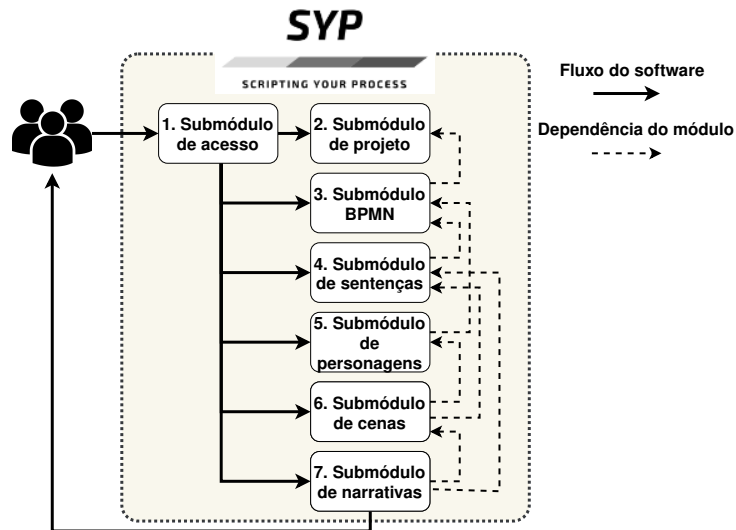 SYP
SCRIPTING YOUR PROCESS
Fluxo do software
Dependência do módulo
1. Submódulo
de acesso
2. Submódulo
de projeto
3. Submódulo
BPMN
4. Submódulo
de sentenças
5. Submódulo
de
personagens
6. Submódulo
de cenas
7. Submódulo
de narrativas